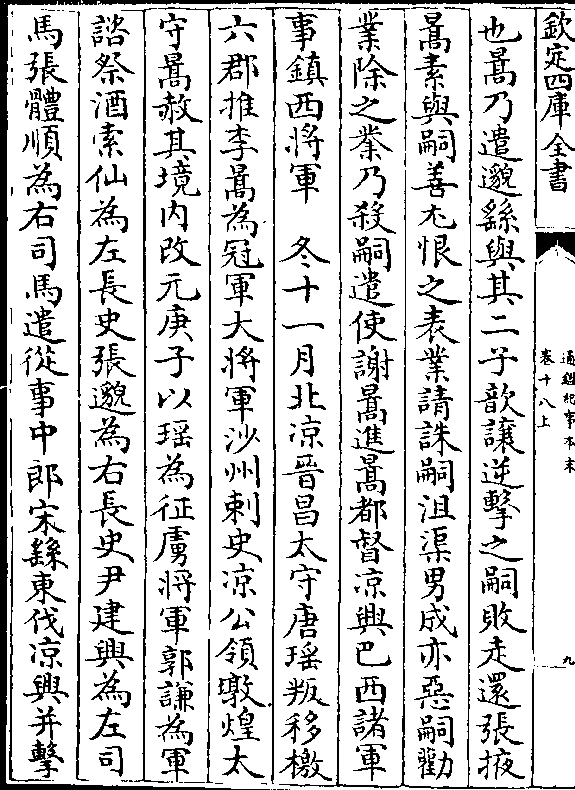 欽定四庫全書
通鑑紀事本末
卷十八上
九
也暠乃遣邈繇與其二子歆讓逆擊之嗣敗走還張掖
暠素與嗣善尤恨之表業請誅嗣沮渠男成亦惡嗣勸
業除之業乃殺嗣遣使謝暠進暠都督凉興巴西諸軍
事鎮西將軍　冬十一月北凉晉昌太守唐瑶叛移檄
六郡推李暠為冠軍大將軍沙州刺史凉公領燉煌太
守暠赦其境内改元庚子以瑶為征虜將軍郭謙為軍
諮祭酒索仙為左長史張邈為右長史尹建興為左司
馬張體順為右司馬遣從事中郎宋繇東伐凉興并擊